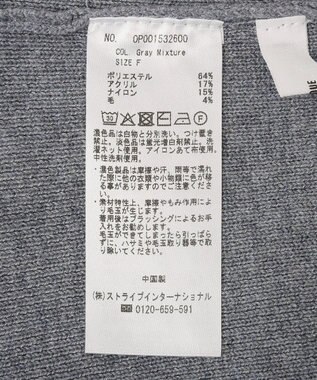 NO. OP001532600
COL. Gray Mixture
SIZE F
ポリエステル 64%
アクリル 17%
ナイロン 15%
毛 4%
濃色品は白物と分別洗い。つけ置き
禁止。淡色品は蛍光増白剤禁止。洗
濯ネット使用。アイロンあて布使用。
中性洗剤使用。
・濃色製品は摩擦や汗、雨等で濡れ
た際に他の衣類や小物類に色が移
る事がありますのでご注意くださ
い。
・素材特性上、摩擦やもみ作用によ
り毛玉が生じます。
着用後はブラッシングによるお手
入れをお勧めします。
毛玉ができてしまったら引っぱら
ずに、ハサミや毛玉取り器等で取
り除いてください。
中国製
(株)ストライプインターナショナル
☎ 0120-659-591